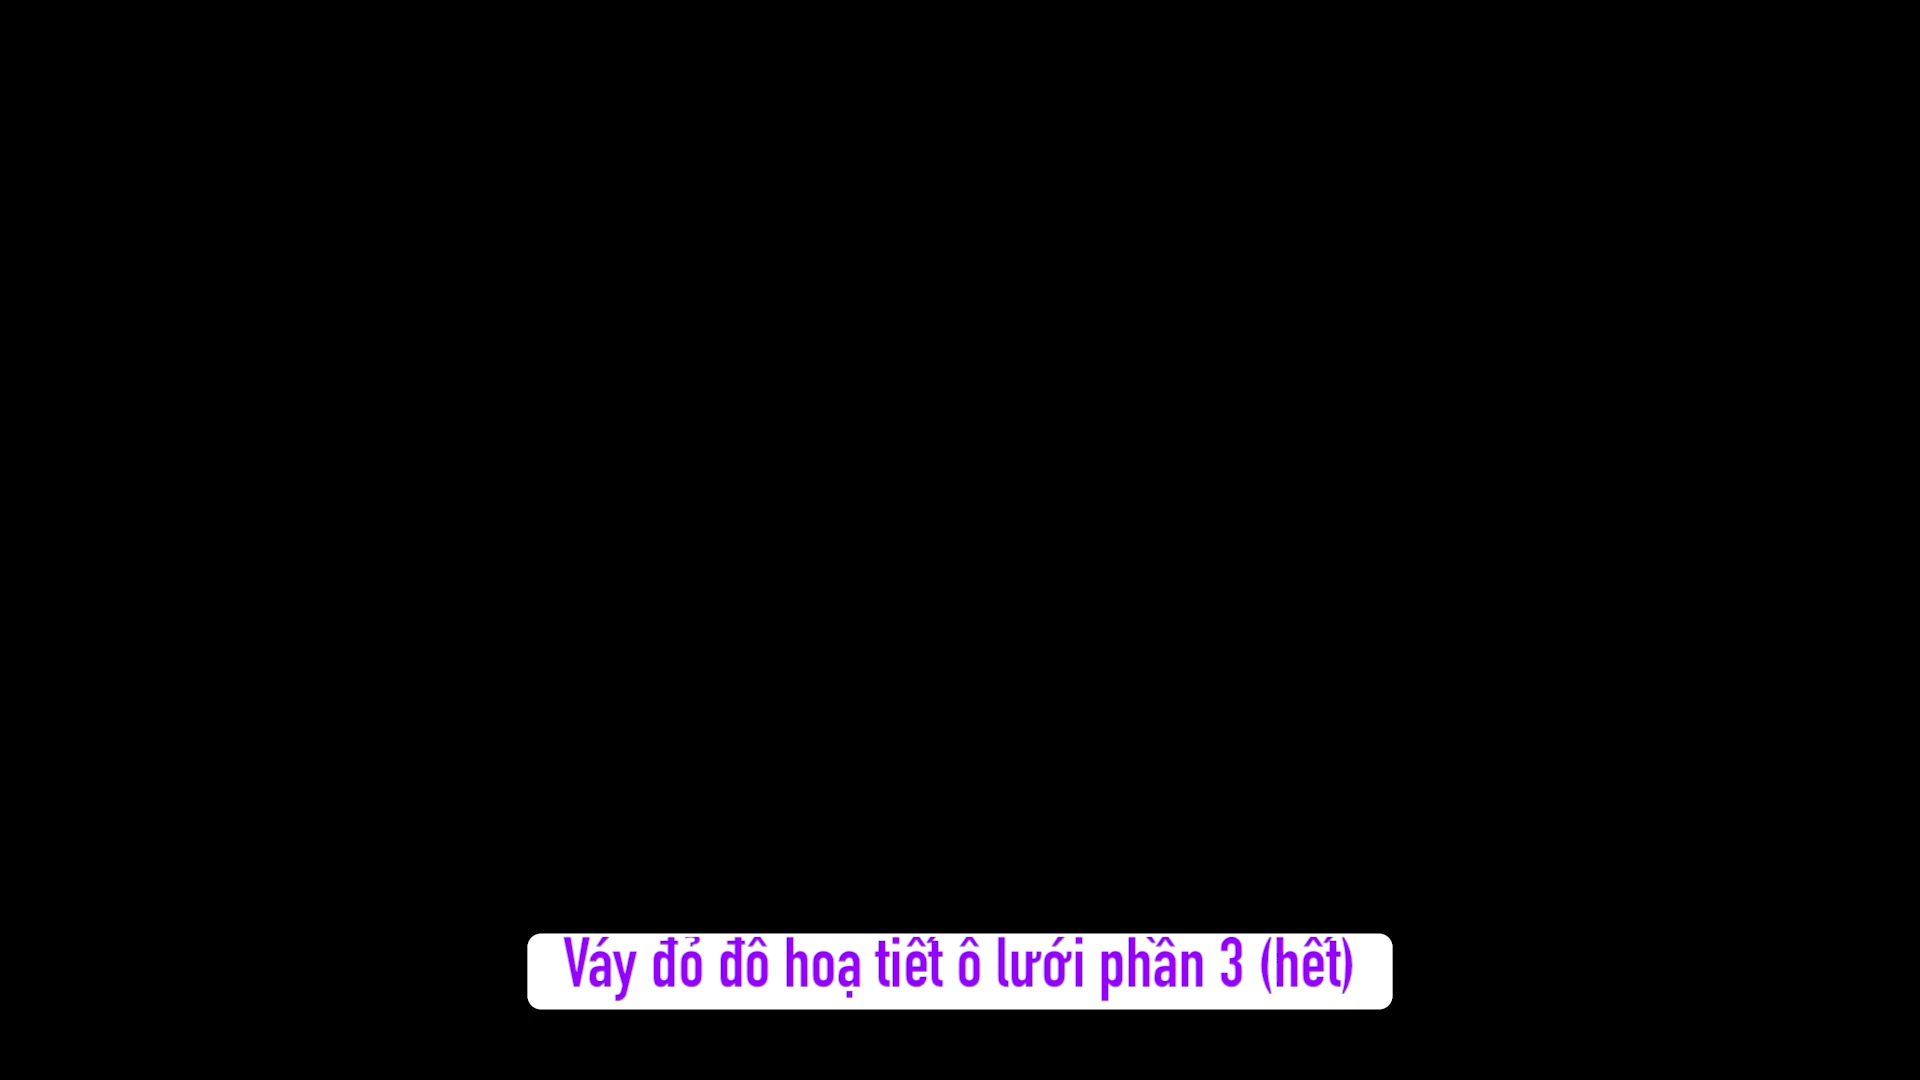 Váy đỏ đô hoạ tiết ô lưới phần 3 (hết)